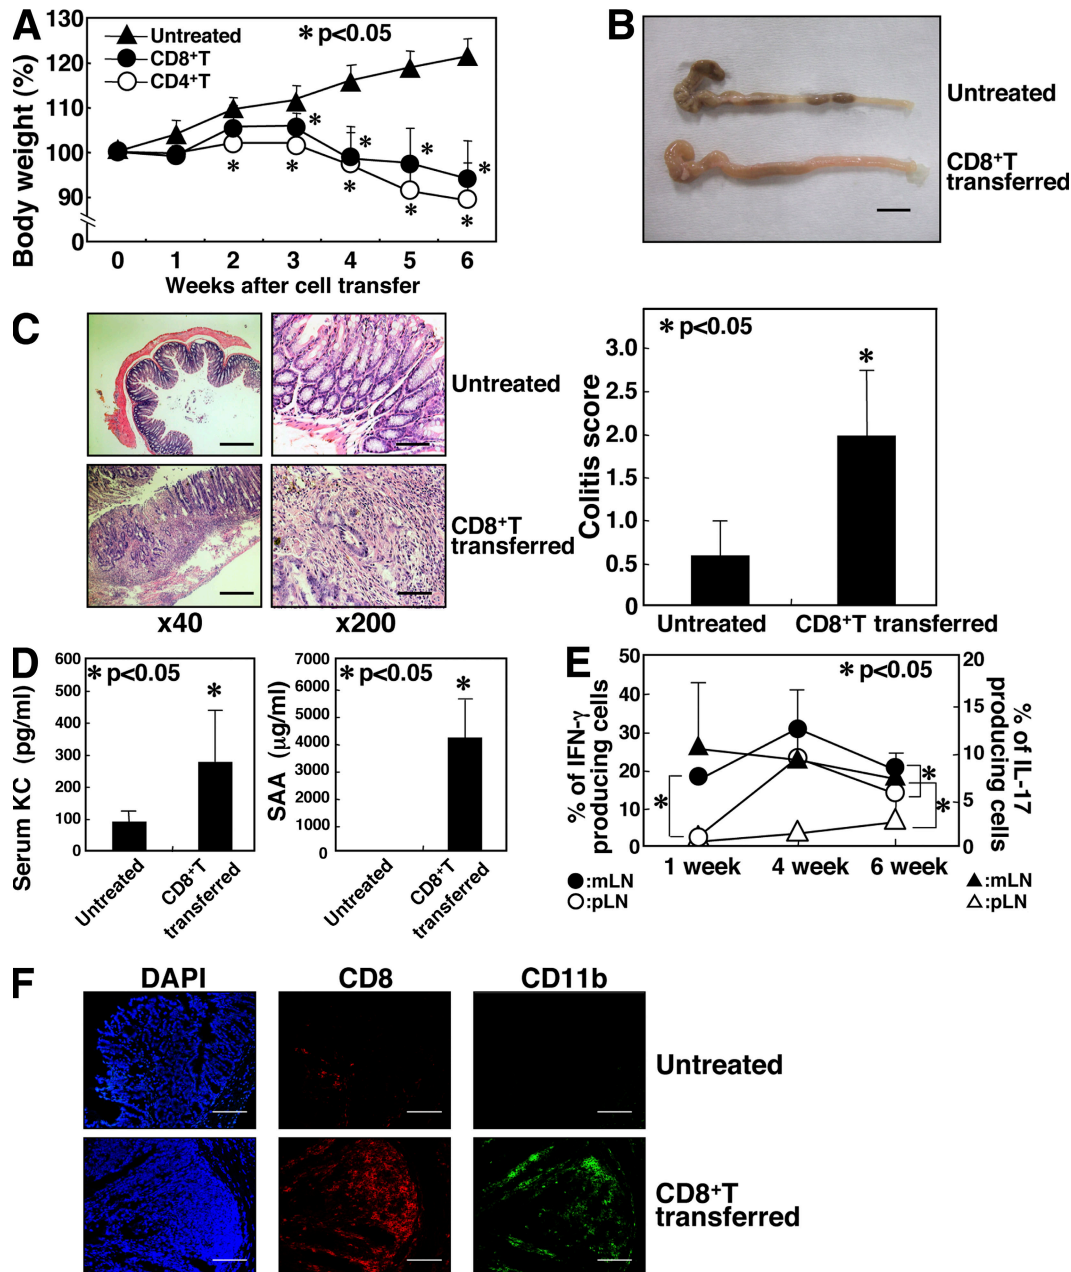 A
130
120
110
100
90
0
Body weight (%)
Untreated
CD8+T
CD4+T
* p<0.05
*
*
*
*
*
*
*
*
*
0
1
2
3
4
5
6
Weeks after cell transfer
B
Untreated
CD8+T
transferred
C
Untreated
CD8+T
transferred
x40
x200
Colitis score
3.0
2.5
2.0
1.5
1.0
0.5
0
* p<0.05
*
Untreated
CD8+T transferred
D
Serum KC (pg/ml)
600
500
400
300
200
100
0
* p<0.05
*
Untreated
CD8+T
transferred
SAA (μg/ml)
7000
6000
5000
4000
3000
2000
1000
0
* p<0.05
*
Untreated
CD8+T
transferred
E
% of IFN-γ
producing cells
50
40
30
20
10
0
* p<0.05
*
*
*
20
15
10
5
0
% of IL-17
producing cells
1 week
4 week
6 week
:mLN
:pLN
:mLN
:pLN
F
DAPI
CD8
CD11b
Untreated
CD8+T
transferred